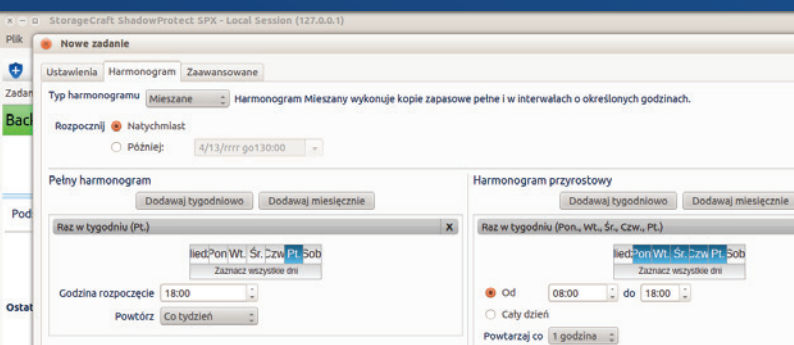 StorageCraft ShadowProtect SPX - Local Session (127.0.0.1)
Plik
Nowe zadanie
Ustawienia Harmonogram Zaawansowane
Zadan
Typ harmonogramu Mieszane Harmonogram Mieszany wykonuje kopie zapasowe pełne i w interwałach o określonych godzinach.
Back
Rozpocznij Natychmiast
Później: 4/13/rrrr go130:00
Pełny harmonogram
Dodawaj tygodniowo Dodawaj miesięcznie
Pod
Raz w tygodniu (Pt.) X
lied: Pon Wt. Śr. Czw Pt. Sob
Zaznacz wszystkie dni
Godzina rozpoczęcie 18:00
Powtórz Co tydzień
Ostat
Harmonogram przyrostowy
Dodawaj tygodniowo Dodawaj miesięcznie
Raz w tygodniu (Pon., Wt., Śr., Czw., Pt.)
lied: Pon Wt. Śr. Czw Pt. Sob
Zaznacz wszystkie dni
Od 08:00 do 18:00
Cały dzień
Powtarzaj co 1 godzina